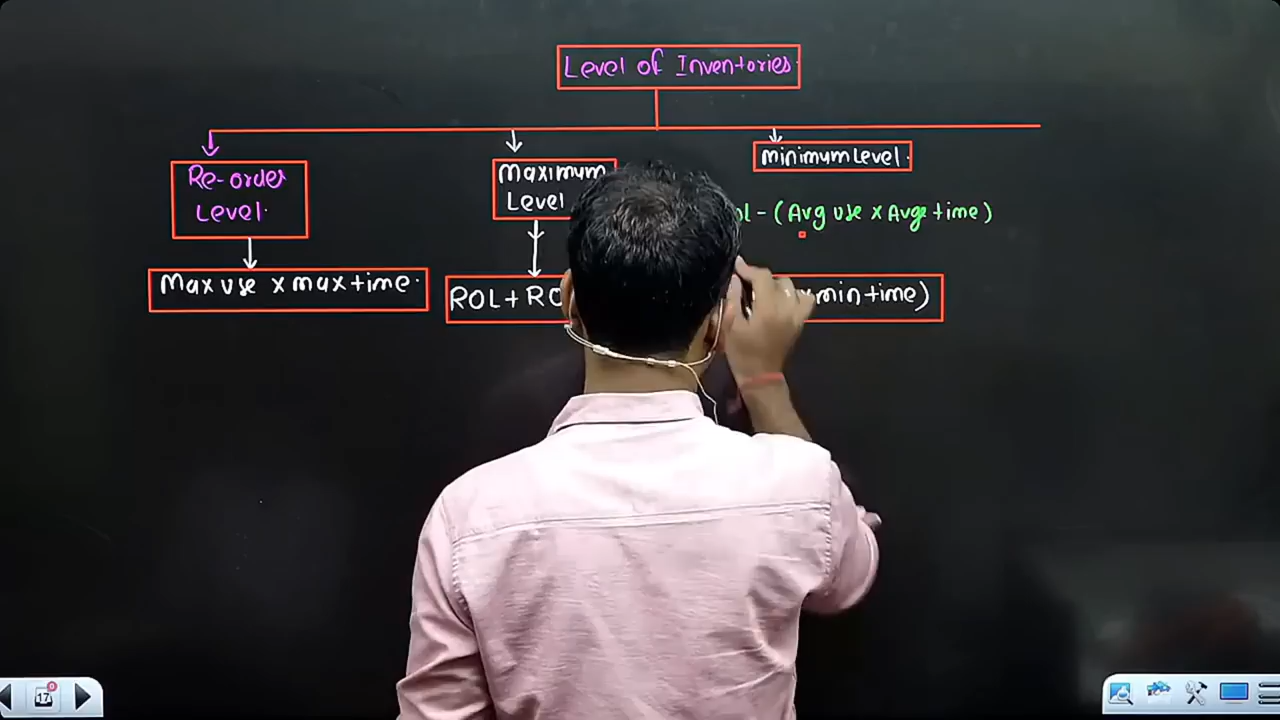 Level of Inventories
Re-order
Level
Maximum
Level
minimum Level
- (Avg use x Avg time)
Max use x max time
ROL + RO
x min time)
17